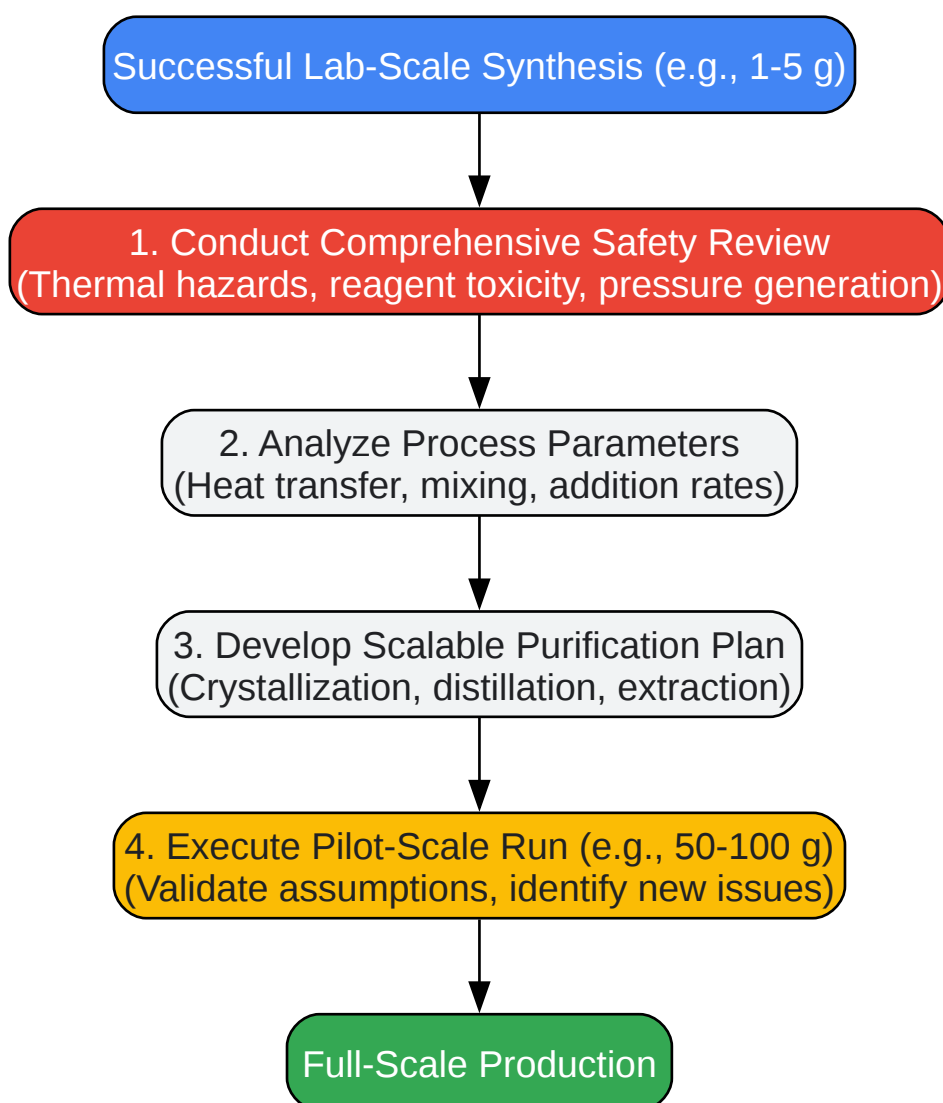 Successful Lab-Scale Synthesis (e.g., 1-5 g)
1. Conduct Comprehensive Safety Review
(Thermal hazards, reagent toxicity, pressure generation)
2. Analyze Process Parameters
(Heat transfer, mixing, addition rates)
3. Develop Scalable Purification Plan
(Crystallization, distillation, extraction)
4. Execute Pilot-Scale Run (e.g., 50-100 g)
(Validate assumptions, identify new issues)
Full-Scale Production